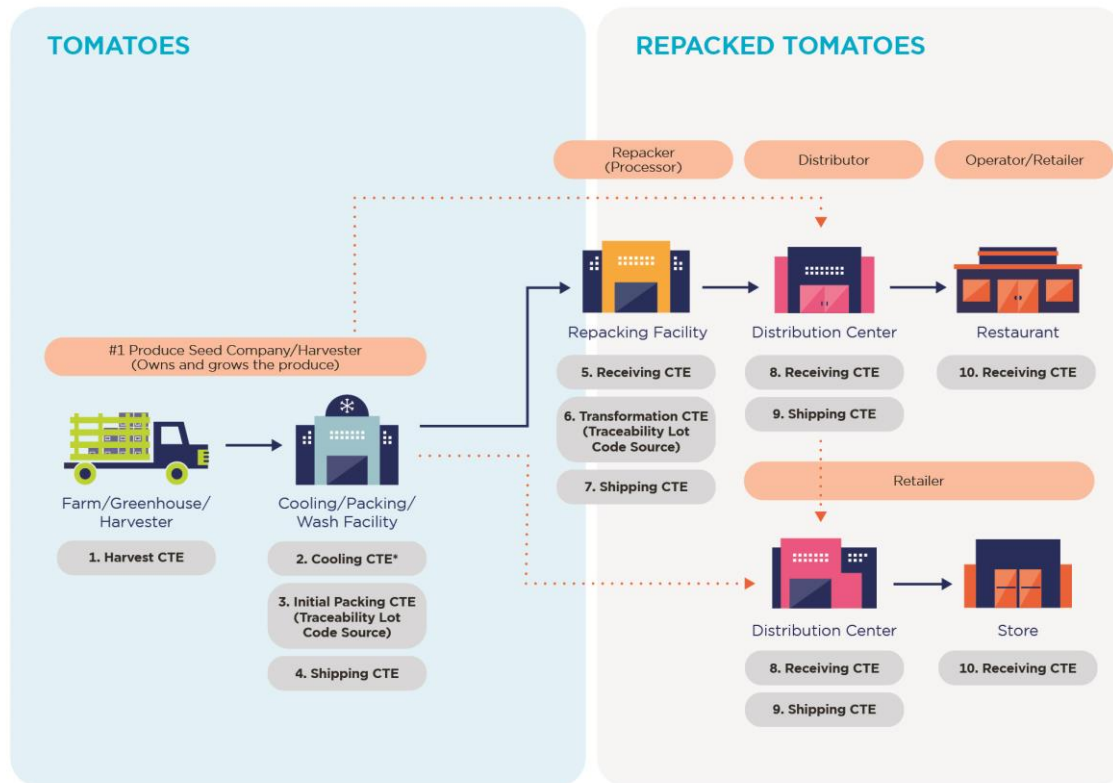 TOMATOES
REPACKED TOMATOES
Repacker
(Processor)
Distributor
Operator/Retailer
Repacking Facility
Distribution Center
Restaurant
#1 Produce Seed Company/Harvester
(Owns and grows the produce)
5. Receiving CTE
8. Receiving CTE
10. Receiving CTE
6. Transformation CTE
(Traceability Lot
Code Source)
9. Shipping CTE
7. Shipping CTE
Retailer
Farm/Greenhouse/
Harvester
Cooling/Packing/
Wash Facility
1. Harvest CTE
2. Cooling CTE*
3. Initial Packing CTE
(Traceability Lot
Code Source)
4. Shipping CTE
Distribution Center
Store
8. Receiving CTE
10. Receiving CTE
9. Shipping CTE